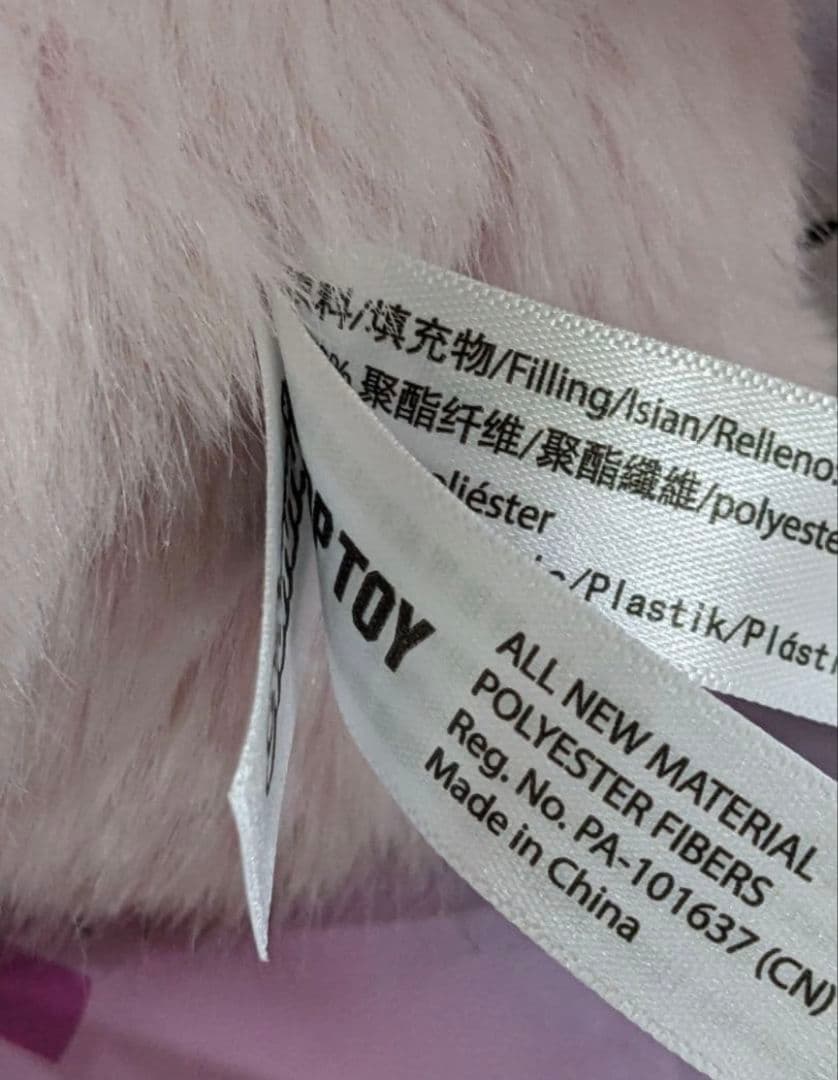 料/填充物/Filling/Isian/Relleno
% 聚酯纤维/聚酯纖維/polyeste
liéster
/Plastik/Plást
P TOY
ALL NEW MATERIAL
POLYESTER FIBERS
Reg. No. PA-101637 (CN)
Made in China